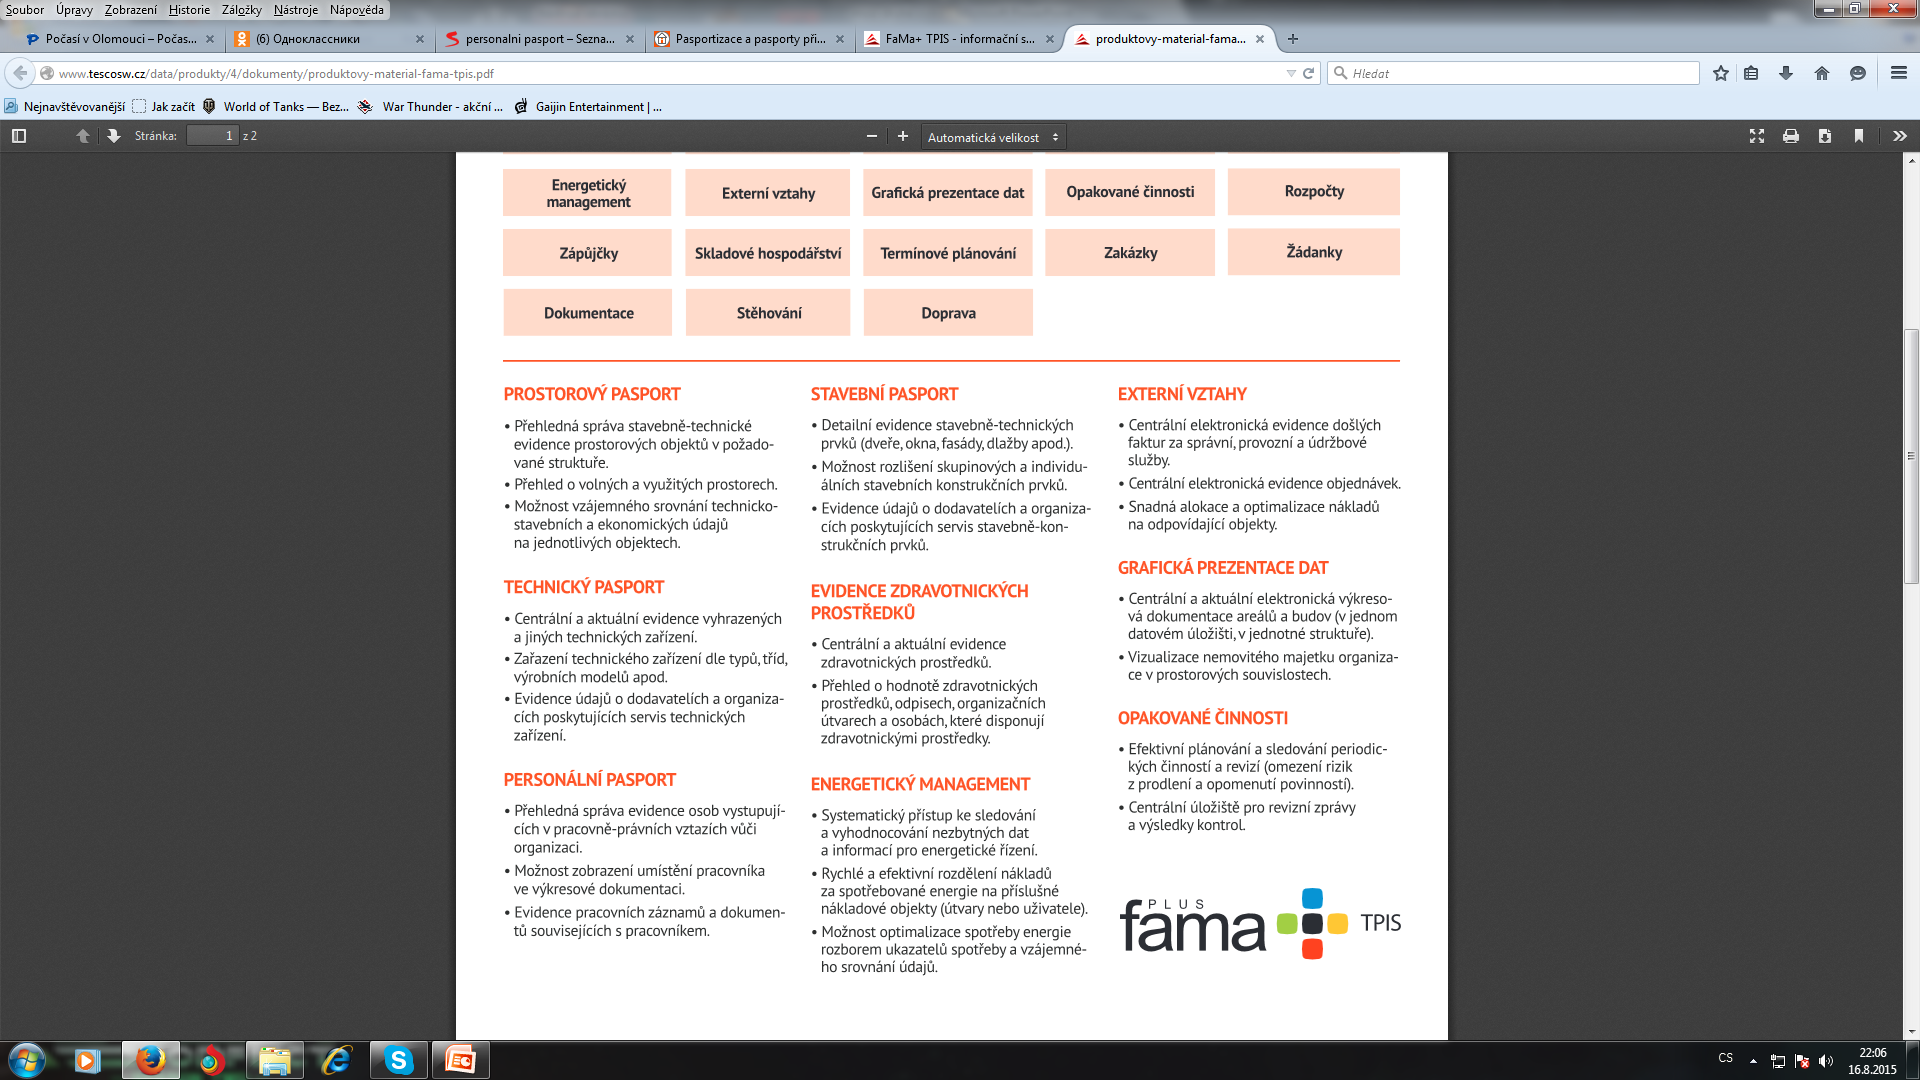 Soubor Úpravy Zobrazení Historie Záložky Nástroje Nápověda
Počasí v Olomouci – Počas... (6) Одноклассники personalni pasport – Sezna... Pasportizace a pasporty při... FaMa+ TPIS - informační s... produktovy-material-fama...
www.tescosw.cz/data/produkty/4/dokumenty/produktovy-material-fama-tpis.pdf
Hledat
Nejnavštěvovanější Jak začít World of Tanks — Bez... War Thunder - akční ... Gaijin Entertainment | ...
Stránka: 1 z 2 Automatická velikost
Energetický
management
Externí vztahy
Grafická prezentace dat
Opakované činnosti
Rozpočty
Zápůjčky
Skladové hospodářství
Termínové plánování
Zakázky
Žádanky
Dokumentace
Stěhování
Doprava
PROSTOROVÝ PASPORT
• Přehledná správa stavebně-technické
evidence prostorových objektů v požado-
vané struktuře.
• Přehled o volných a využitých prostorech.
• Možnost vzájemného srovnání technicko-
stavebních a ekonomických údajů
na jednotlivých objektech.
TECHNICKÝ PASPORT
• Centrální a aktuální evidence vyhrazených
a jiných technických zařízení.
• Zařazení technického zařízení dle typů, tříd,
výrobních modelů apod.
• Evidence údajů o dodavatelích a organiza-
cích poskytujících servis technických
zařízení.
PERSONÁLNÍ PASPORT
• Přehledná správa evidence osob vystupují-
cích v pracovně-právních vztazích vůči
organizaci.
• Možnost zobrazení umístění pracovníka
ve výkresové dokumentaci.
• Evidence pracovních záznamů a dokumen-
tů souvisejících s pracovníkem.
STAVEBNÍ PASPORT
• Detailní evidence stavebně-technických
prvků (dveře, okna, fasády, dlažby apod.).
• Možnost rozlišení skupinových a individu-
álních stavebních konstrukčních prvků.
• Evidence údajů o dodavatelích a organiza-
cích poskytujících servis stavebně-kon-
strukčních prvků.
EVIDENCE ZDRAVOTNICKÝCH
PROSTŘEDKŮ
• Centrální a aktuální evidence
zdravotnických prostředků.
• Přehled o hodnotě zdravotnických
prostředků, odpisech, organizačních
útvarech a osobách, které disponují
zdravotnickými prostředky.
ENERGETICKÝ MANAGEMENT
• Systematický přístup ke sledování
a vyhodnocování nezbytných dat
a informací pro energetické řízení.
• Rychlé a efektivní rozdělení nákladů
za spotřebované energie na příslušné
nákladové objekty (útvary nebo uživatele).
• Možnost optimalizace spotřeby energie
rozborem ukazatelů spotřeby a vzájemné-
ho srovnání údajů.
EXTERNÍ VZTAHY
• Centrální elektronická evidence došlých
faktur za správní, provozní a údržbové
služby.
• Centrální elektronická evidence objednávek.
• Snadná alokace a optimalizace nákladů
na odpovídající objekty.
GRAFICKÁ PREZENTACE DAT
• Centrální a aktuální elektronická výkreso-
vá dokumentace areálů a budov (v jednom
datovém úložišti, v jednotné struktuře).
• Vizualizace nemovitého majetku organiza-
ce v prostorových souvislostech.
OPAKOVANÉ ČINNOSTI
• Efektivní plánování a sledování periodic-
kých činností a revizí (omezení rizik
z prodlení a opomenutí povinností).
• Centrální úložiště pro revizní zprávy
a výsledky kontrol.
PLUS
fama TPIS
CS
22:06
16.8.2015